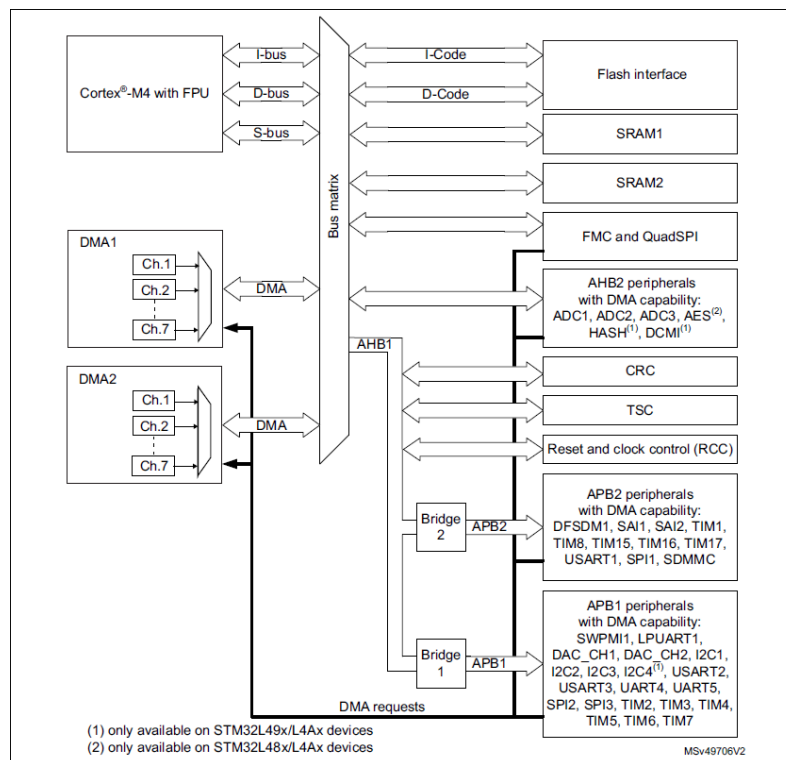 I-bus
I-Code
Cortex®-M4 with FPU
D-bus
D-Code
Flash interface
S-bus
SRAM1
Bus matrix
SRAM2
FMC and QuadSPI
DMA1
Ch.1
Ch.2
Ch.7
DMA
AHB2 peripherals
with DMA capability:
ADC1, ADC2, ADC3, AES(2),
HASH(1), DCMI(1)
AHB1
CRC
DMA2
Ch.1
Ch.2
Ch.7
DMA
TSC
Reset and clock control (RCC)
Bridge
2
APB2
APB2 peripherals
with DMA capability:
DFSDM1, SAI1, SAI2, TIM1,
TIM8, TIM15, TIM16, TIM17,
USART1, SPI1, SDMMC
Bridge
1
APB1
APB1 peripherals
with DMA capability:
SWPMI1, LPUART1,
DAC_CH1, DAC_CH2, I2C1,
I2C2, I2C3, I2C4(1), USART2,
USART3, UART4, UART5,
SPI2, SPI3, TIM2, TIM3, TIM4,
TIM5, TIM6, TIM7
DMA requests
(1) only available on STM32L49x/L4Ax devices
(2) only available on STM32L48x/L4Ax devices
MSv49706V2